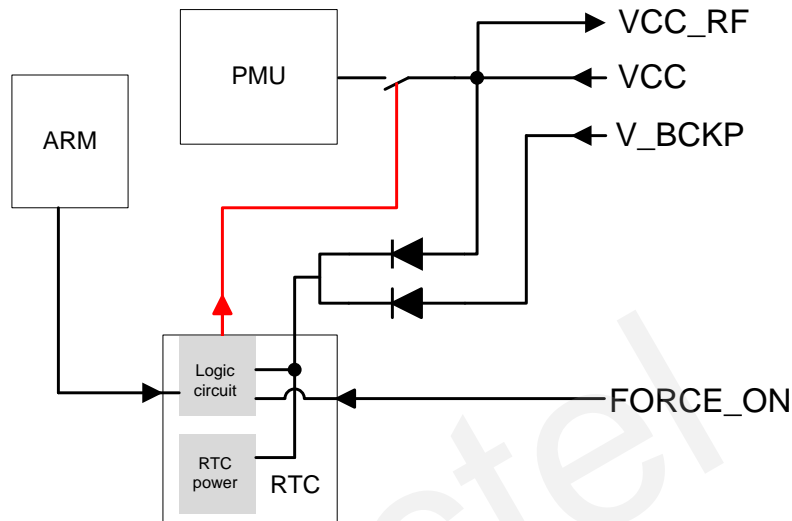 VCC_RF
PMU
VCC
ARM
V_BCKP
Logic
circuit
FORCE_ON
RTC
power
RTC